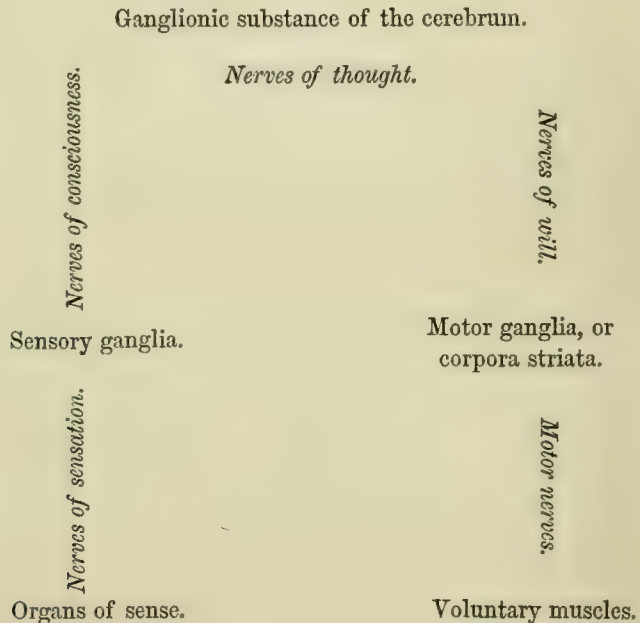 Ganglionic substance of the cerebrum.
Nerves of thought.
Nerves of consciousness.
Nerves of will.
Sensory ganglia.
Motor ganglia, or
corpora striata.
Nerves of sensation.
Motor nerves.
Organs of sense.
Voluntary muscles.